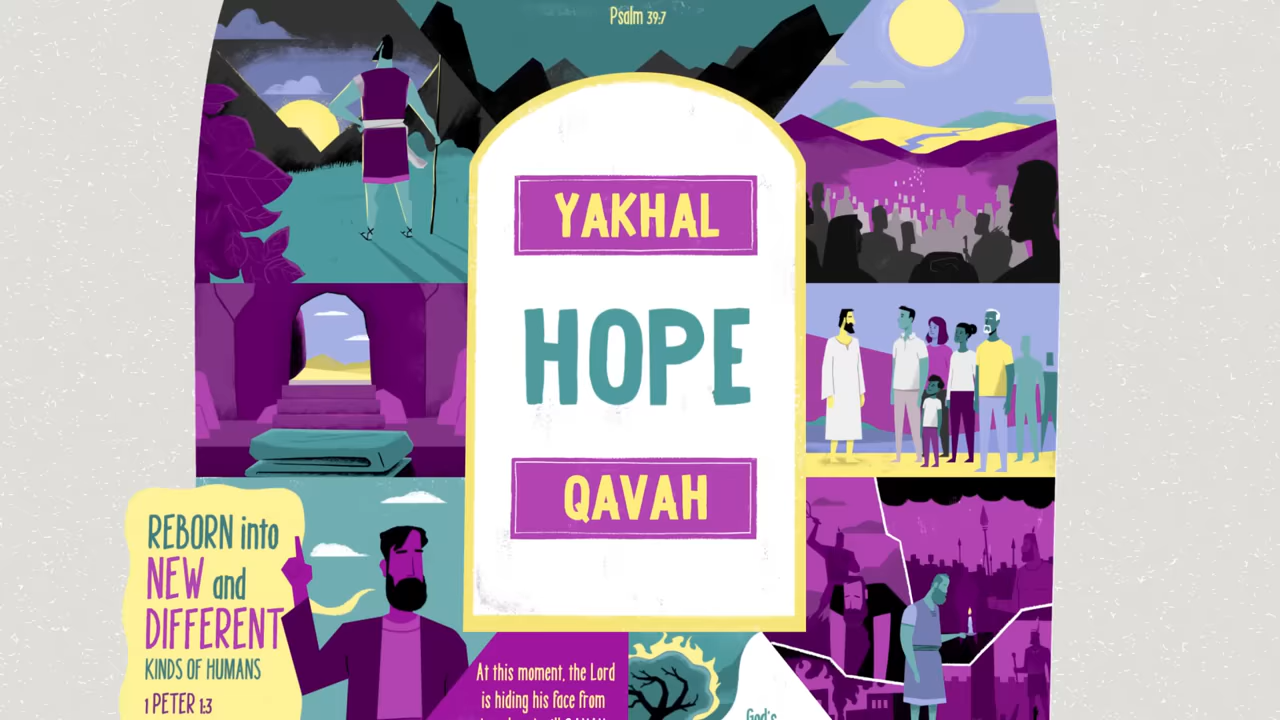 Psalm 39:7
YAKHAL
HOPE
QAVAH
REBORN into
NEW and
DIFFERENT
KINDS OF HUMANS
1 PETER 1:3
At this moment, the Lord
is hiding his face from
God's